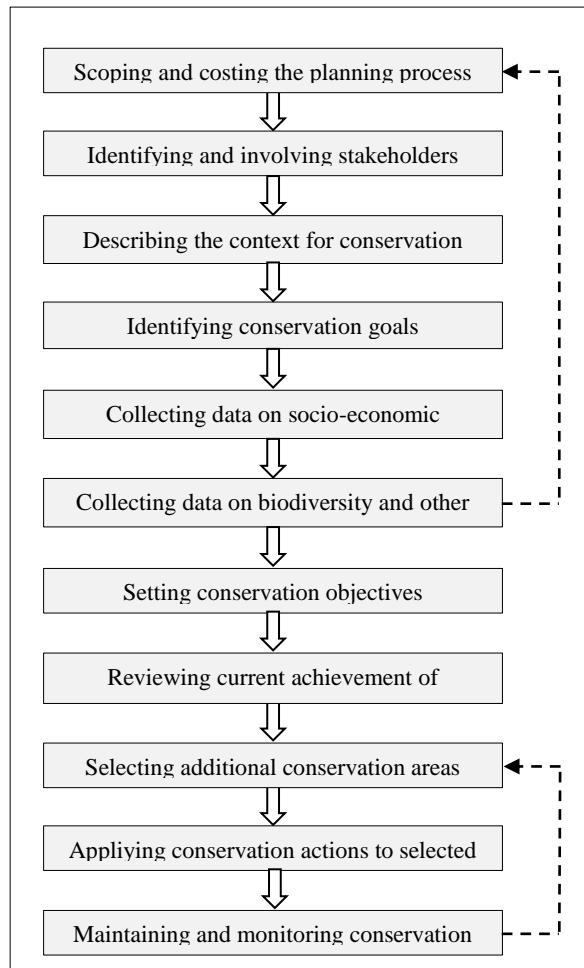 Scoping and costing the planning process
Identifying and involving stakeholders
Describing the context for conservation
Identifying conservation goals
Collecting data on socio-economic
Collecting data on biodiversity and other
Setting conservation objectives
Reviewing current achievement of
Selecting additional conservation areas
Applying conservation actions to selected
Maintaining and monitoring conservation